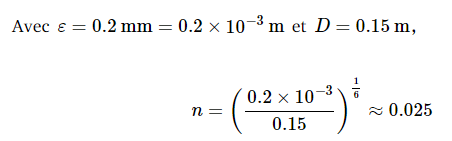 Avec ε = 0.2 mm = 0.2 × 10⁻³ m et D = 0.15 m,
n = (0.2 × 10⁻³ / 0.15)^(1/6) ≈ 0.025